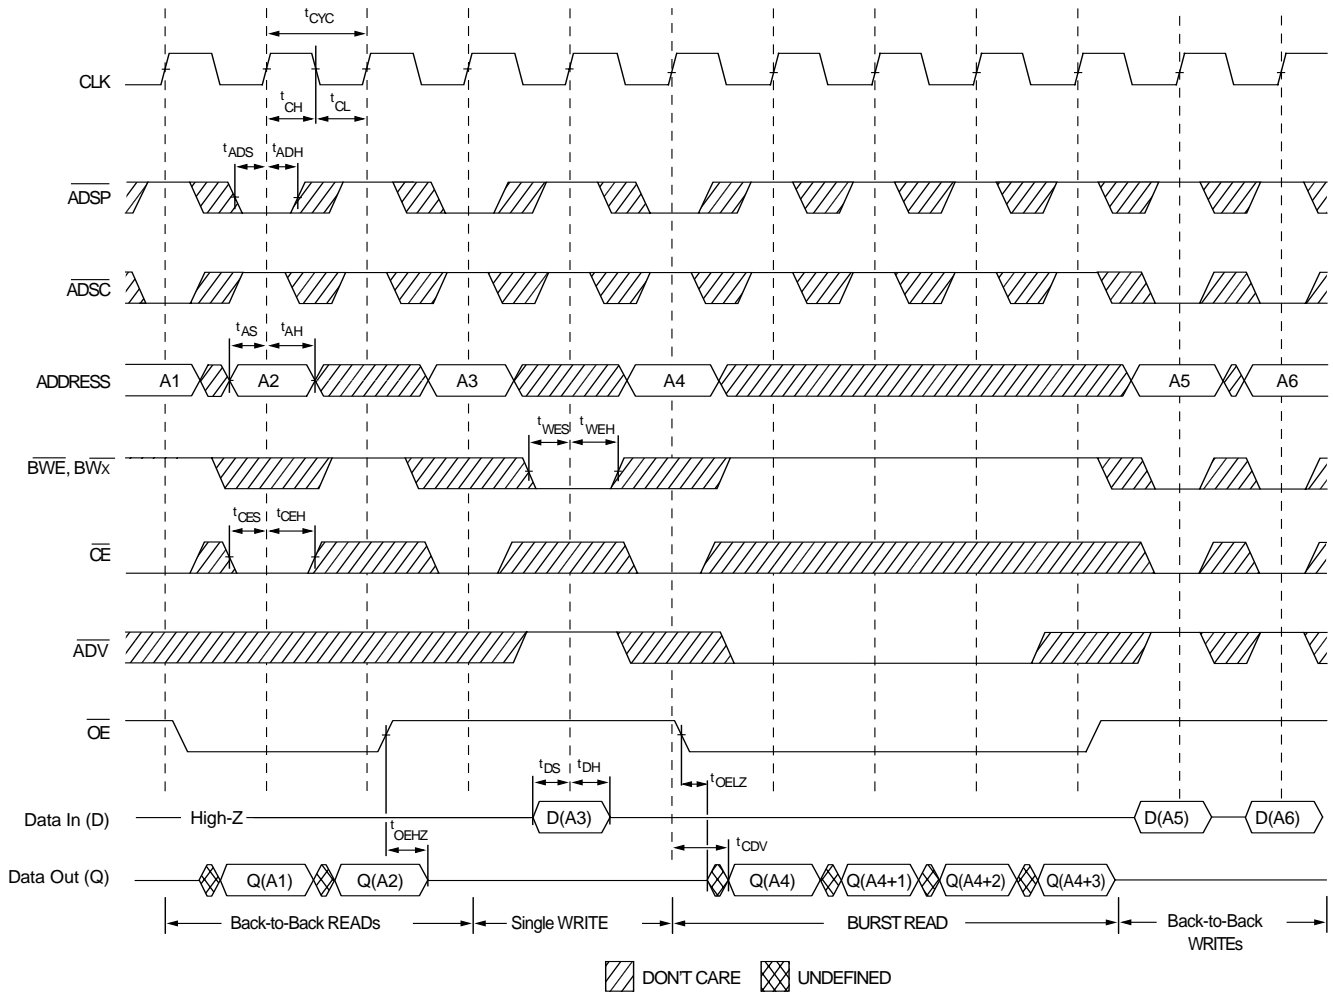 tCYC
CLK
tCH
tCL
tADS
tADH
ADSP
ADSC
tAS
tAH
ADDRESS
A1
A2
A3
A4
A5
A6
tWES
tWEH
BWE, BWx
tCES
tCEH
CE
ADV
OE
tDS
tDH
tOELZ
Data In (D)
High-Z
D(A3)
D(A5)
D(A6)
tOEHZ
tCDV
Data Out (Q)
Q(A1)
Q(A2)
Q(A4)
Q(A4+1)
Q(A4+2)
Q(A4+3)
Back-to-Back READs
Single WRITE
BURST READ
Back-to-Back
WRITEs
DON'T CARE
UNDEFINED